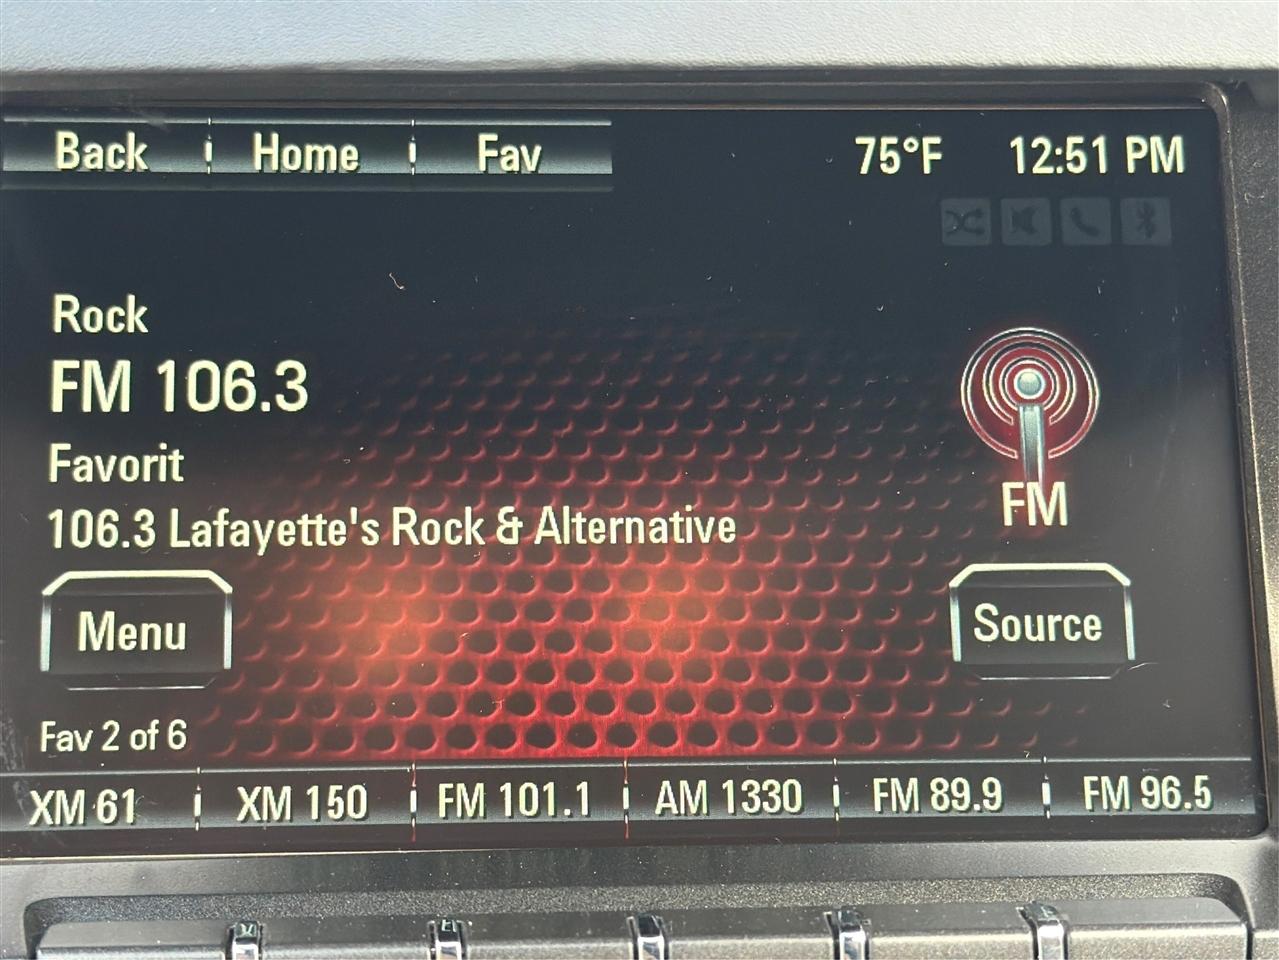 Back Home Fav 75°F 12:51 PM
Rock
FM 106.3
Favorit
106.3 Lafayette's Rock & Alternative
FM
Menu Source
Fav 2 of 6
XM 61 XM 150 FM 101.1 AM 1330 FM 89.9 FM 96.5